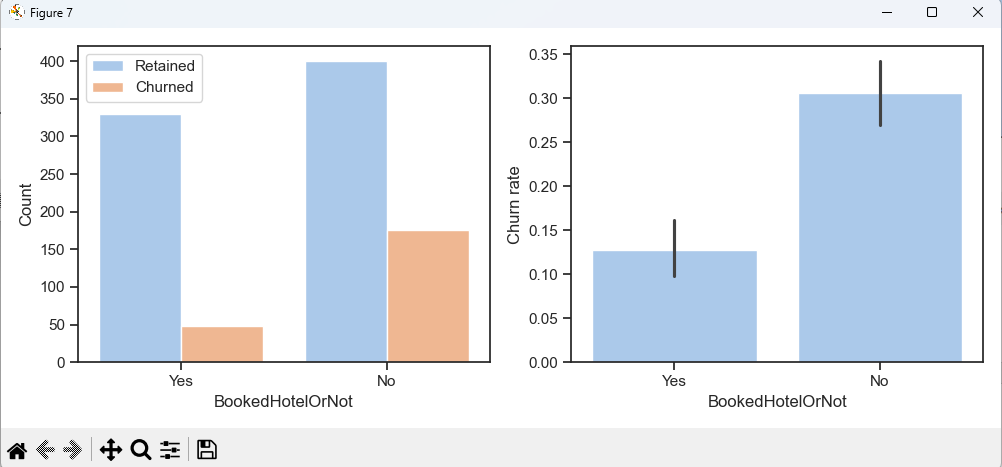 Figure 7
Retained
Churned
400
350
300
250
200
150
100
50
0
Count
Yes
No
BookedHotelOrNot
0.35
0.30
0.25
0.20
0.15
0.10
0.05
0.00
Churn rate
Yes
No
BookedHotelOrNot